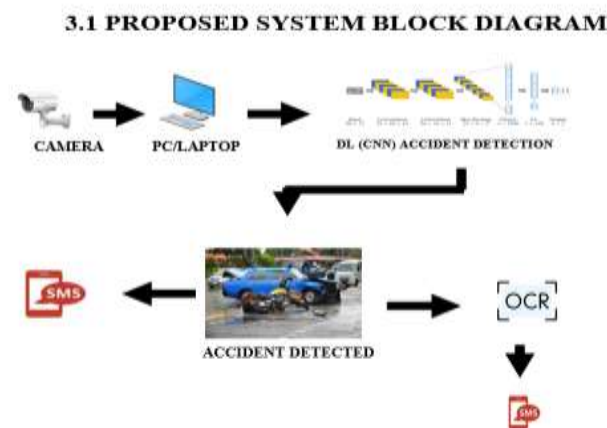 3.1 PROPOSED SYSTEM BLOCK DIAGRAM
CAMERA
PC/LAPTOP
DL (CNN) ACCIDENT DETECTION
SMS
OCR
ACCIDENT DETECTED
SMS